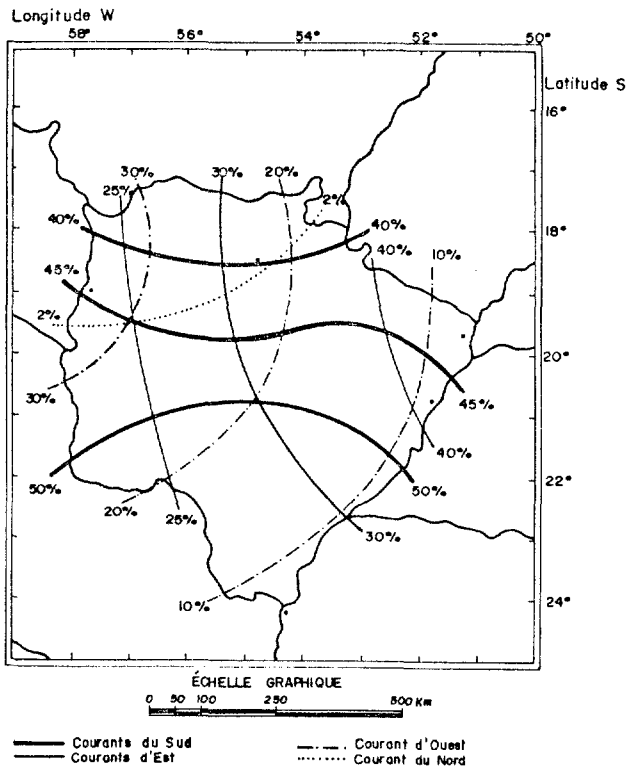 Longitude W
58° 56° 54° 52° 50°
Latitude S
16°
30% 30% 20%
25% 2%
18°
40% 40%
40% 10%
45%
2%
20°
30%
45%
40%
50% 50%
22°
20% 25%
30%
10%
24°
ÉCHELLE GRAPHIQUE
0 50 100 250 500 Km
Courants du Sud
Courants d'Est
Courant d'Ouest
Courant du Nord